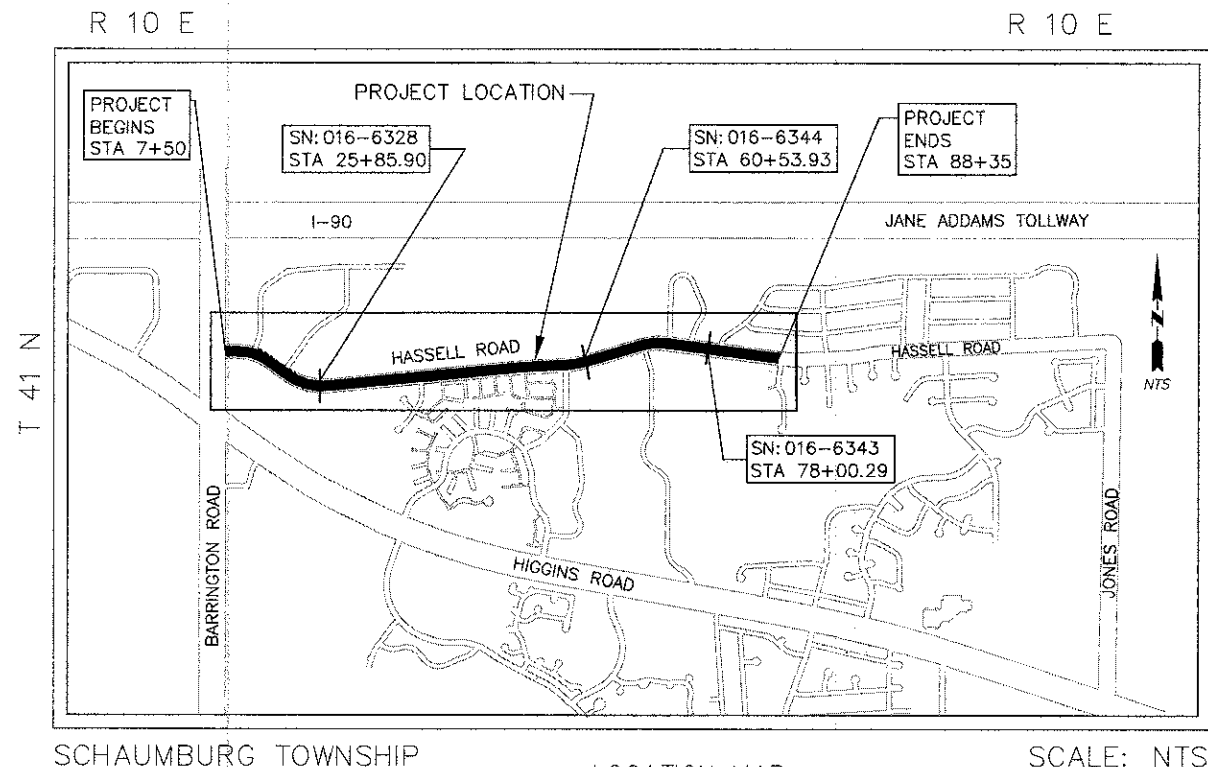 R 10 E
R 10 E
PROJECT
BEGINS
STA 7+50
PROJECT LOCATION
SN: 016-6328
STA 25+85.90
SN: 016-6344
STA 60+53.93
PROJECT
ENDS
STA 88+35
I-90
JANE ADDAMS TOLLWAY
T 41 N
HASSELL ROAD
HASSELL ROAD
NTS
SN: 016-6343
STA 78+00.29
BARRINGTON ROAD
HIGGINS ROAD
JONES ROAD
SCHAUMBURG TOWNSHIP
SCALE: NTS